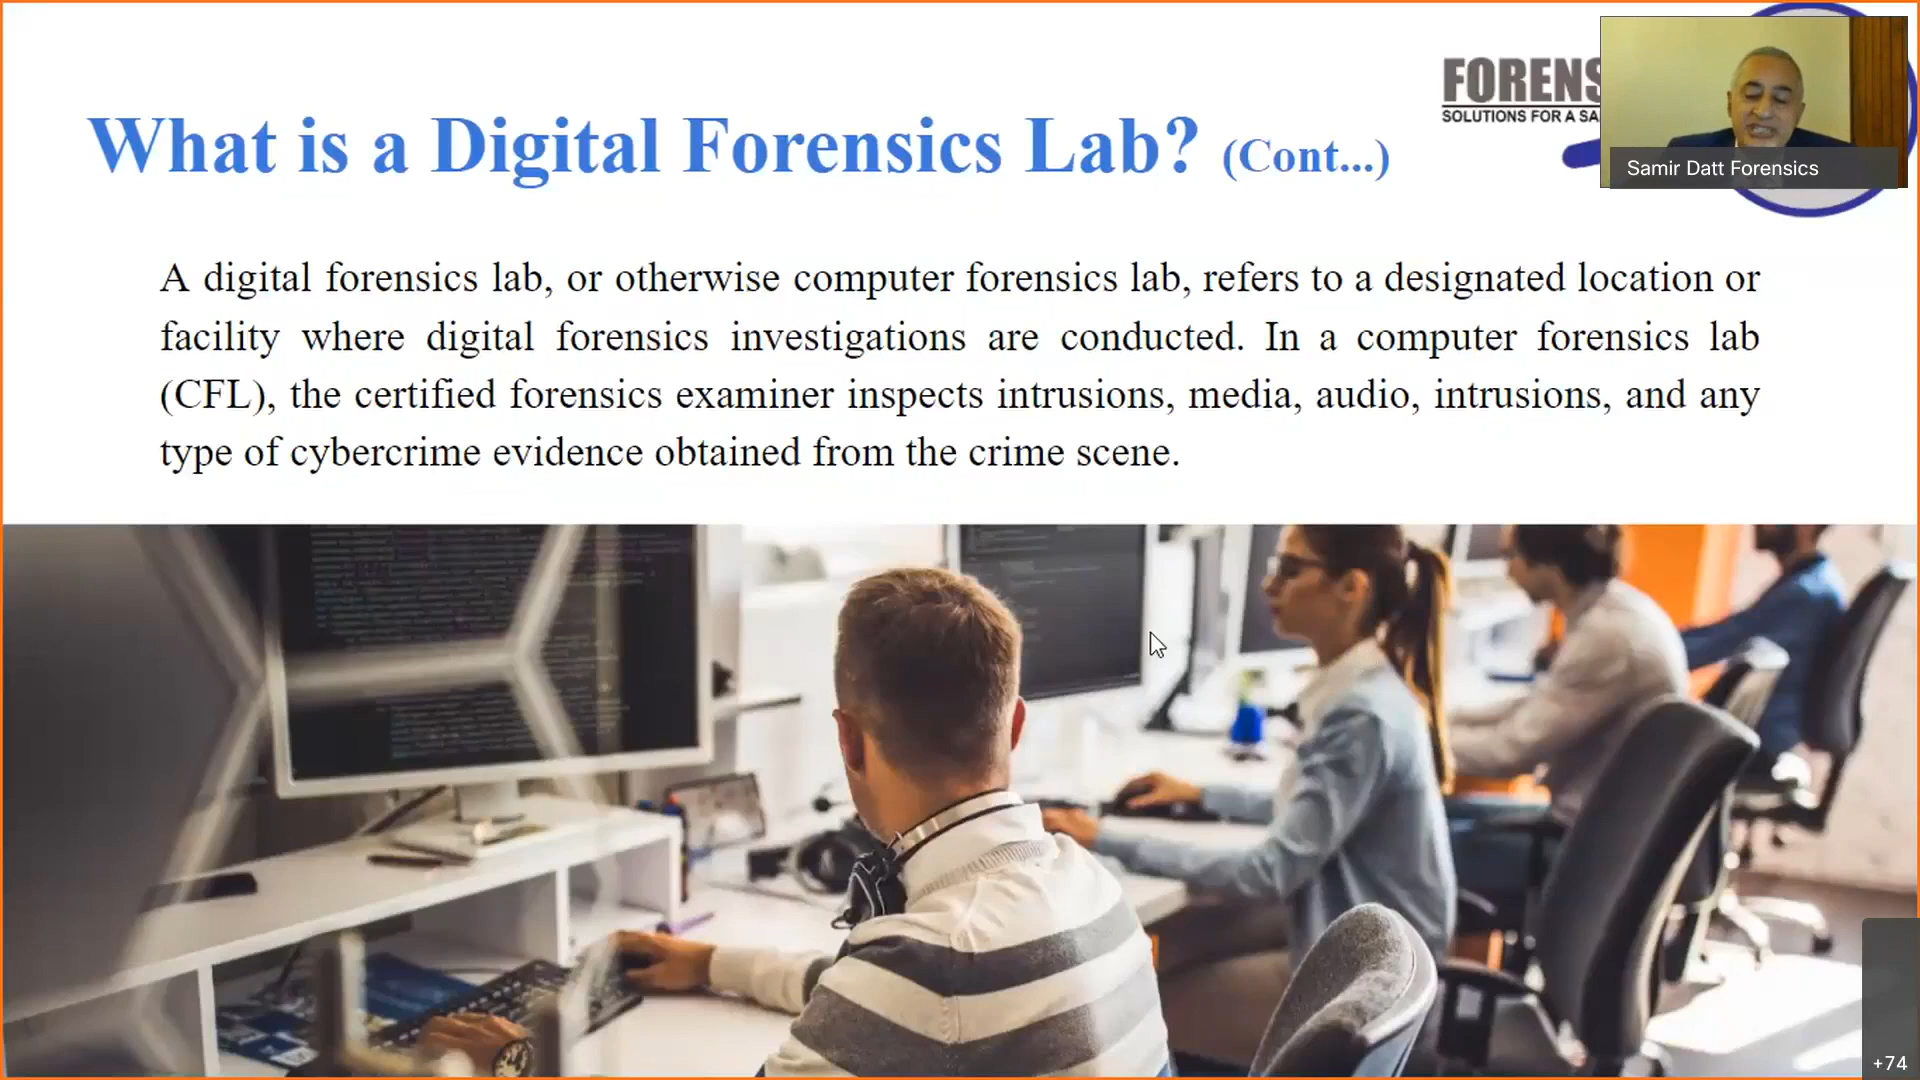 FORENS
SOLUTIONS FOR A SA
What is a Digital Forensics Lab? (Cont...)
Samir Datt Forensics
A digital forensics lab, or otherwise computer forensics lab, refers to a designated location or
facility where digital forensics investigations are conducted. In a computer forensics lab
(CFL), the certified forensics examiner inspects intrusions, media, audio, intrusions, and any
type of cybercrime evidence obtained from the crime scene.
+74